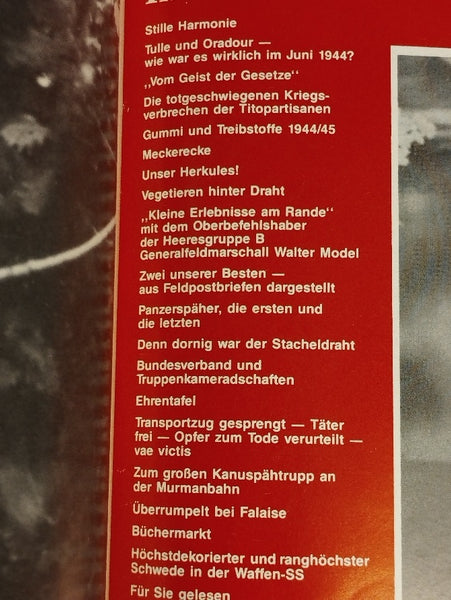 Stille Harmonie
Tulle und Oradour —
wie war es wirklich im Juni 1944?
„Vom Geist der Gesetze“
Die totgeschwiegenen Kriegs-
verbrechen der Titopartisanen
Gummi und Treibstoffe 1944/45
Meckerecke
Unser Herkules!
Vegetieren hinter Draht
„Kleine Erlebnisse am Rande“
mit dem Oberbefehlshaber
der Heeresgruppe B
Generalfeldmarschall Walter Model
Zwei unserer Besten —
aus Feldpostbriefen dargestellt
Panzerspäher, die ersten und
die letzten
Denn dornig war der Stacheldraht
Bundesverband und
Truppenkameradschaften
Ehrentafel
Transportzug gesprengt — Täter
frei — Opfer zum Tode verurteilt —
vae victis
Zum großen Kanuspähtrupp an
der Murmanbahn
Überrumpelt bei Falaise
Büchermarkt
Höchstdekorierter und ranghöchster
Schwede in der Waffen-SS
Für Sie gelesen